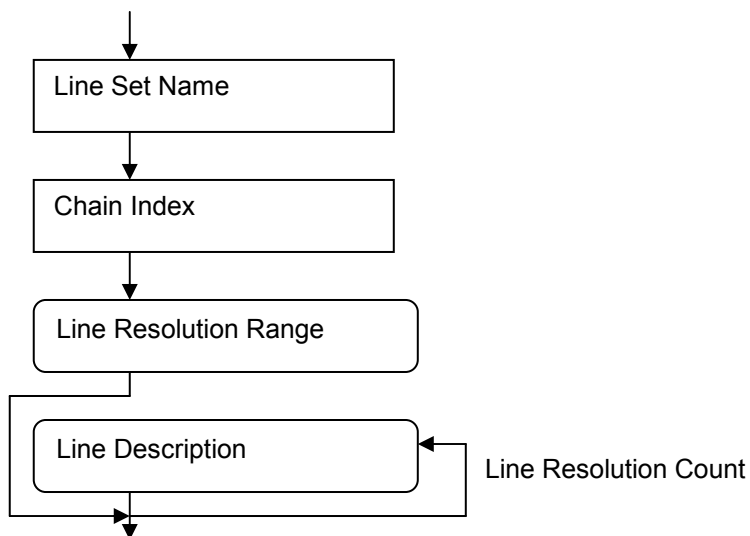 Line Set Name
Chain Index
Line Resolution Range
Line Description
Line Resolution Count